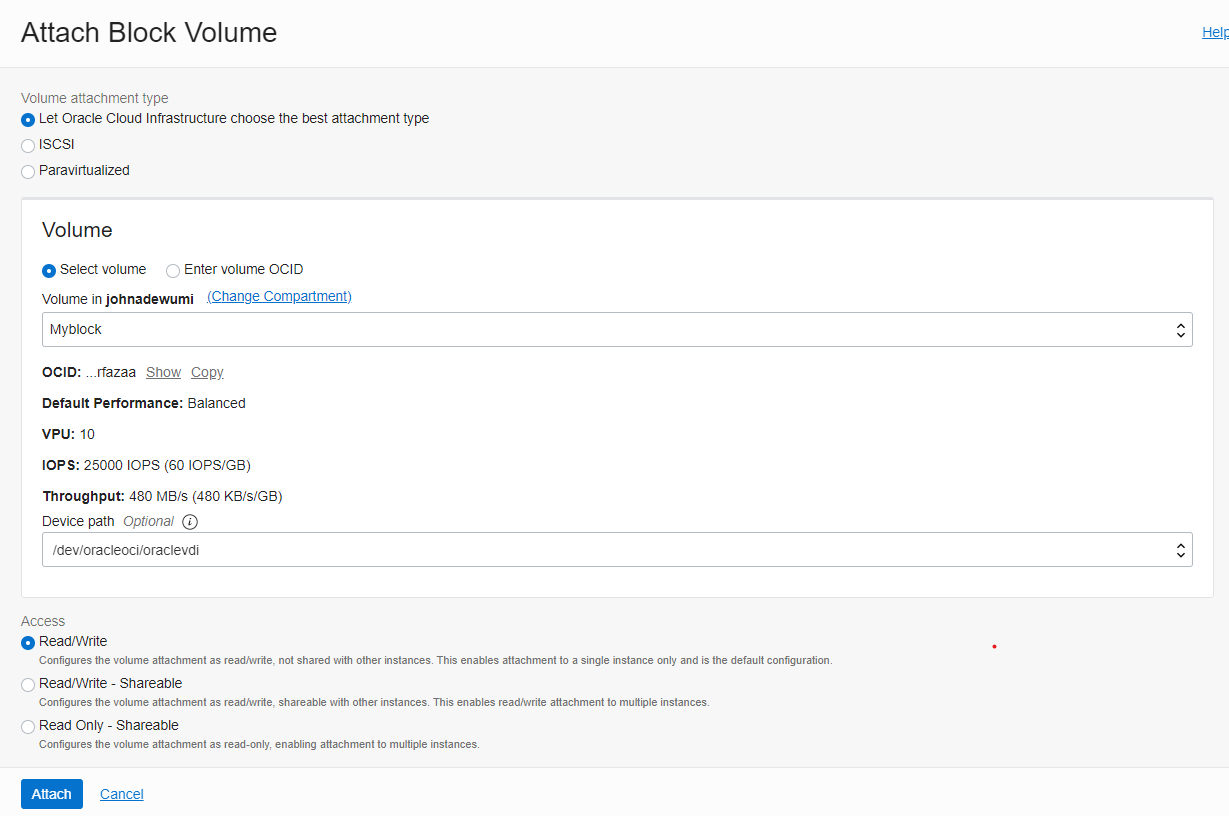 Attach Block Volume
Help
Volume attachment type
Let Oracle Cloud Infrastructure choose the best attachment type
ISCSI
Paravirtualized
Volume
Select volume Enter volume OCID
Volume in johnadewumi (Change Compartment)
Myblock
OCID: ...rfazaa Show Copy
Default Performance: Balanced
VPU: 10
IOPS: 25000 IOPS (60 IOPS/GB)
Throughput: 480 MB/s (480 KB/s/GB)
Device path Optional
/dev/oracleoci/oraclevdi
Access
Read/Write
Configures the volume attachment as read/write, not shared with other instances. This enables attachment to a single instance only and is the default configuration.
Read/Write - Shareable
Configures the volume attachment as read/write, shareable with other instances. This enables read/write attachment to multiple instances.
Read Only - Shareable
Configures the volume attachment as read-only, enabling attachment to multiple instances.
Attach Cancel